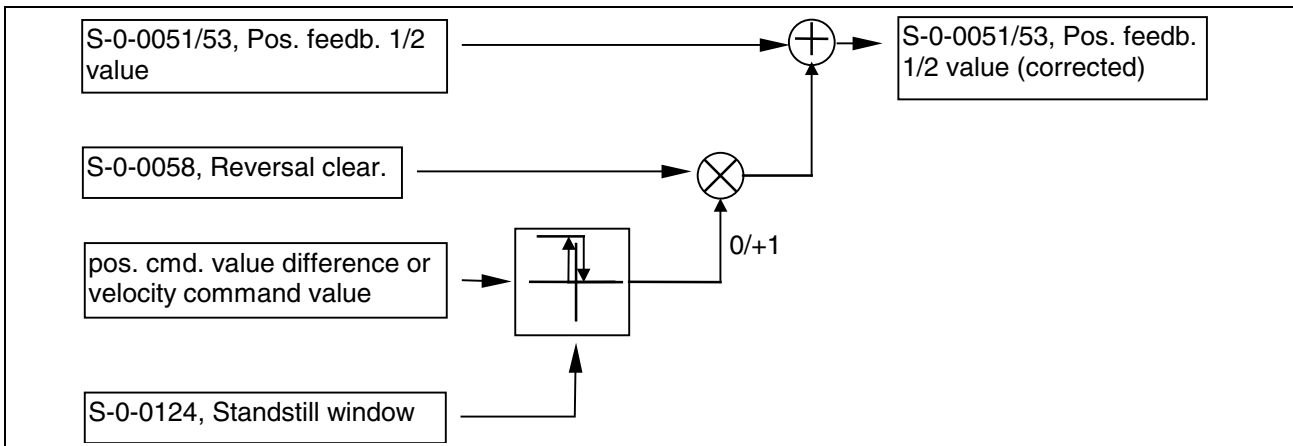 S-0-0051/53, Pos. feedb. 1/2
value
S-0-0051/53, Pos. feedb.
1/2 value (corrected)
S-0-0058, Reversal clear.
0/+1
pos. cmd. value difference or
velocity command value
S-0-0124, Standstill window